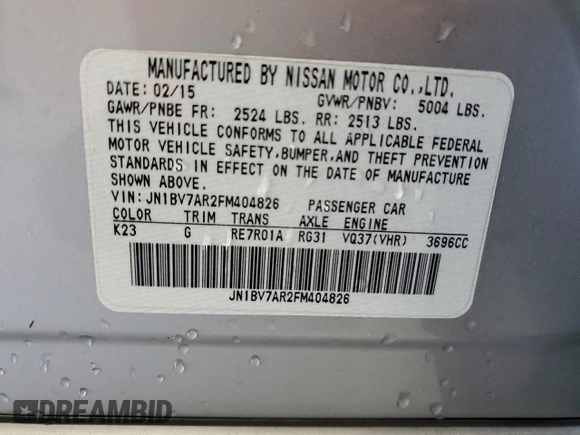 MANUFACTURED BY NISSAN MOTOR CO.,LTD.
DATE: 02/15 GVWR/PNBV: 5004 LBS.
GAWR/PNBE FR: 2524 LBS. RR: 2513 LBS.
THIS VEHICLE CONFORMS TO ALL APPLICABLE FEDERAL
MOTOR VEHICLE SAFETY,BUMPER,AND THEFT PREVENTION
STANDARDS IN EFFECT ON THE DATE OF MANUFACTURE
SHOWN ABOVE.
VIN: JN1BV7AR2FM404826 PASSENGER CAR
COLOR TRIM TRANS AXLE ENGINE
K23 G RE7R01A RG31 VQ37(VHR) 3696CC
JN1BV7AR2FM404826
DREAMBID